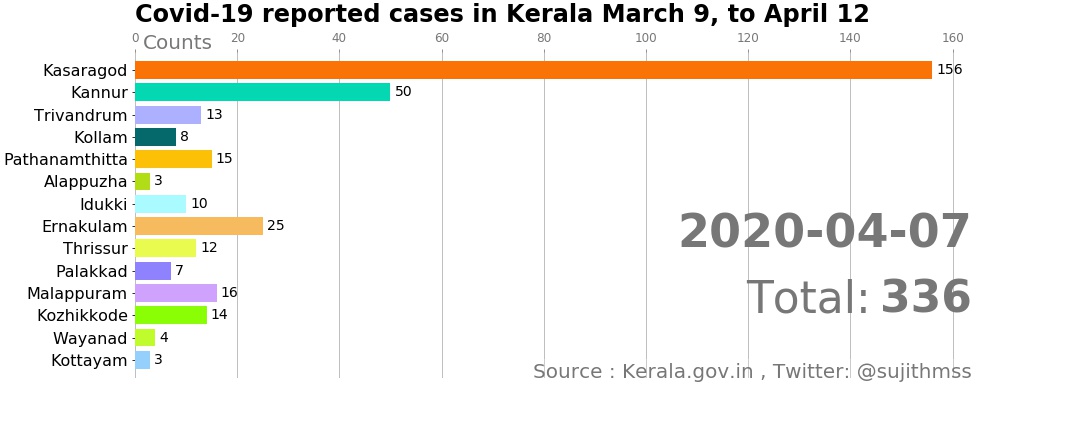 Covid-19 reported cases in Kerala March 9, to April 12
0 20 40 60 80 100 120 140 160
Counts
Kasaragod 156
Kannur 50
Trivandrum 13
Kollam 8
Pathanamthitta 15
Alappuzha 3
Idukki 10
Ernakulam 25
2020-04-07
Thrissur 12
Palakkad 7
Malappuram 16
Total: 336
Kozhikkode 14
Wayanad 4
Kottayam 3
Source : Kerala.gov.in , Twitter: @sujithmss